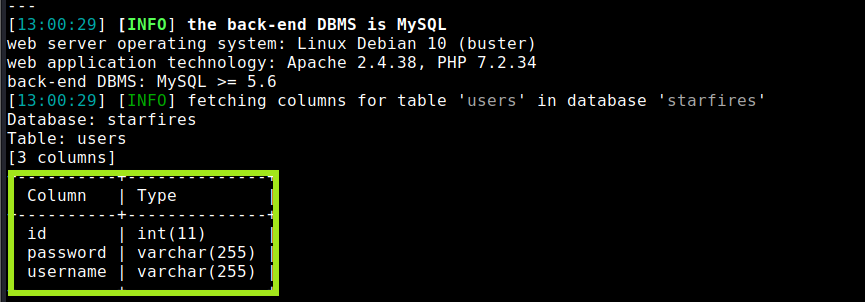 ---
[13:00:29] [INFO] the back-end DBMS is MySQL
web server operating system: Linux Debian 10 (buster)
web application technology: Apache 2.4.38, PHP 7.2.34
back-end DBMS: MySQL >= 5.6
[13:00:29] [INFO] fetching columns for table 'users' in database 'starfires'
Database: starfires
Table: users
[3 columns]
+----------+--------------+
| Column   | Type         |
+----------+--------------+
| id       | int(11)      |
| password | varchar(255) |
| username | varchar(255) |
+----------+--------------+